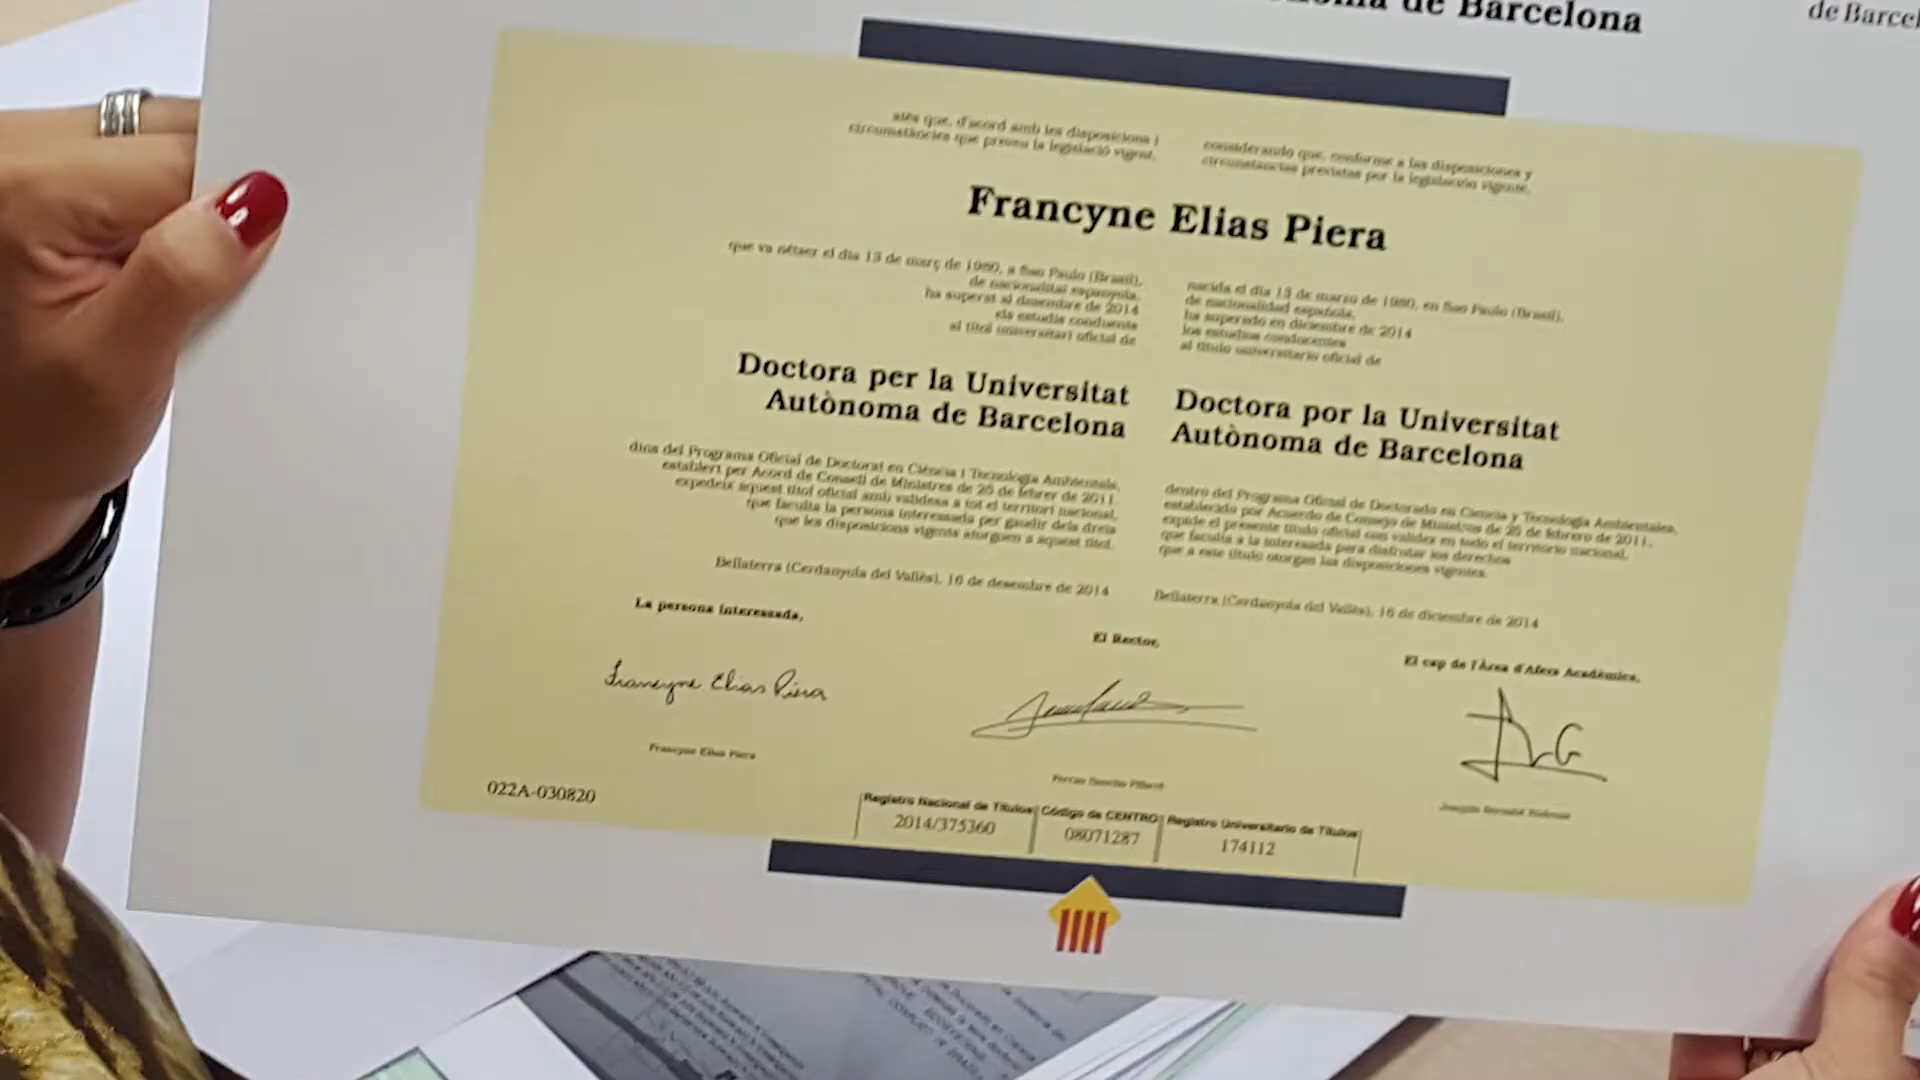 de Barcelona
de Barcel
atès que, d'acord amb les disposicions i
circumstàncies que preveu la legislació vigent,
considerando que, conforme a las disposiciones y
circunstancias previstas por la legislación vigente,
Francyne Elias Piera
que va néixer el dia 13 de març de 1980, a Sao Paulo (Brasil),
de nacionalitat espanyola,
ha superat al desembre de 2014
els estudis conduents
al títol universitari oficial de
nacida el día 13 de marzo de 1980, en Sao Paulo (Brasil),
de nacionalidad española,
ha superado en diciembre de 2014
los estudios conducentes
al título universitario oficial de
Doctora per la Universitat
Autònoma de Barcelona
Doctora por la Universitat
Autònoma de Barcelona
dins del Programa Oficial de Doctorat en Ciència i Tecnologia Ambientals,
establert per Acord de Consell de Ministres de 25 de febrer de 2011,
expedeix aquest títol oficial amb validesa a tot el territori nacional,
que faculta la persona interessada per gaudir dels drets
que les disposicions vigents atorguen a aquest títol.
dentro del Programa Oficial de Doctorado en Ciencia y Tecnología Ambientales,
establecido por Acuerdo de Consejo de Ministros de 25 de febrero de 2011,
expide el presente título oficial con validez en todo el territorio nacional,
que faculta a la interesada para disfrutar los derechos
que a este título otorgan las disposiciones vigentes.
Bellaterra (Cerdanyola del Vallès), 16 de desembre de 2014
Bellaterra (Cerdanyola del Vallès), 16 de diciembre de 2014
La persona interessada,
El Rector,
El cap de l'Àrea d'Afers Acadèmics,
Francyne Elias Piera
Francyne Elias Piera
022A-030820
Registro Nacional de Títulos
2014/375360
Código de CENTRO
08071287
Registro Universitario de Títulos
174112